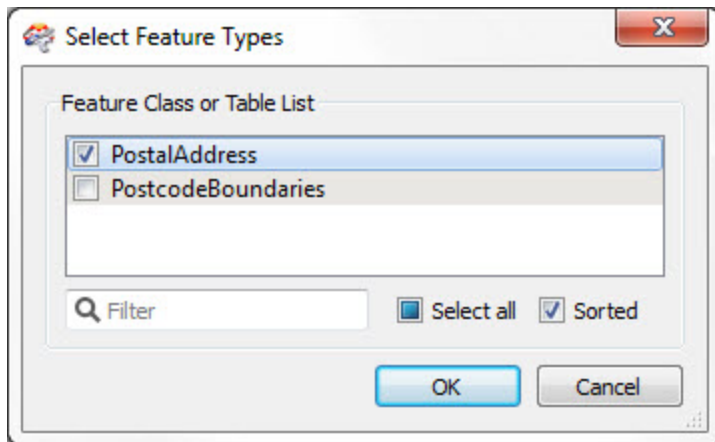 Select Feature Types
Feature Class or Table List
PostalAddress
PostcodeBoundaries
Filter Select all Sorted
OK Cancel